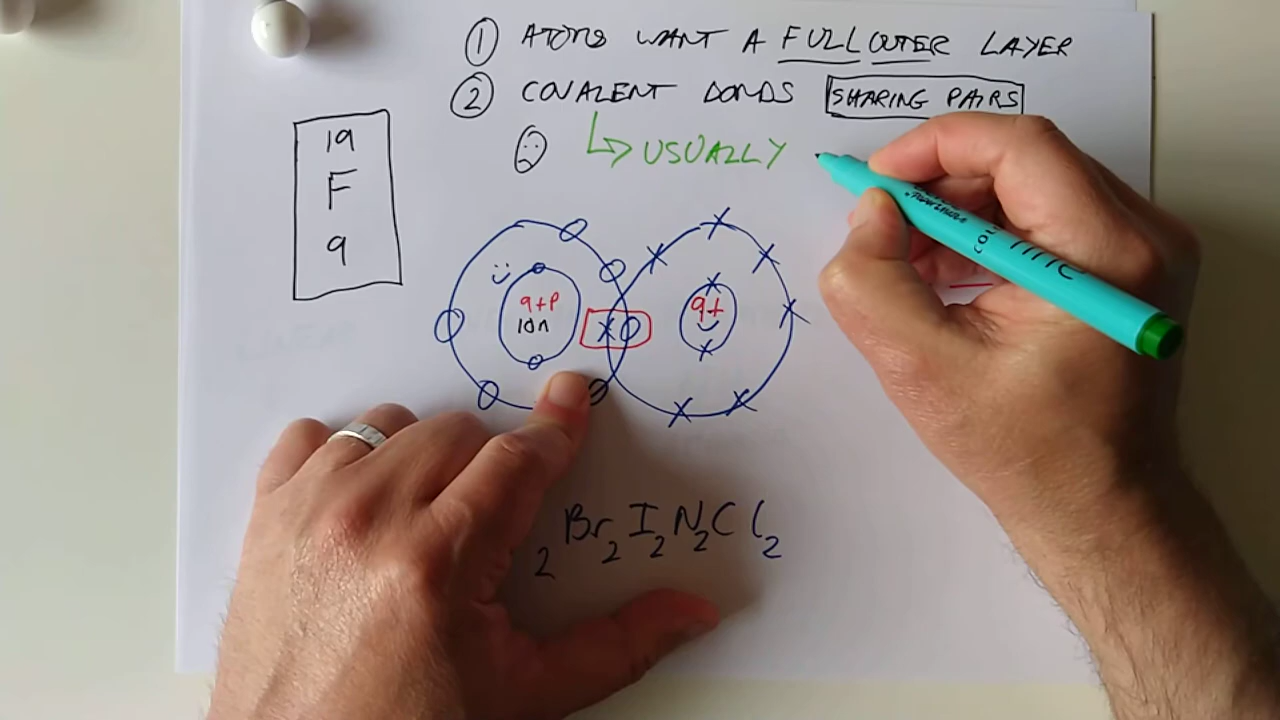 ① ATOMS WANT A FULL OUTER LAYER
② COVALENT BONDS SHARING PAIRS
↳ USUALLY
19
F
9
9+P
10n
9+
X O
2 Br2 I2 N2 Cl2